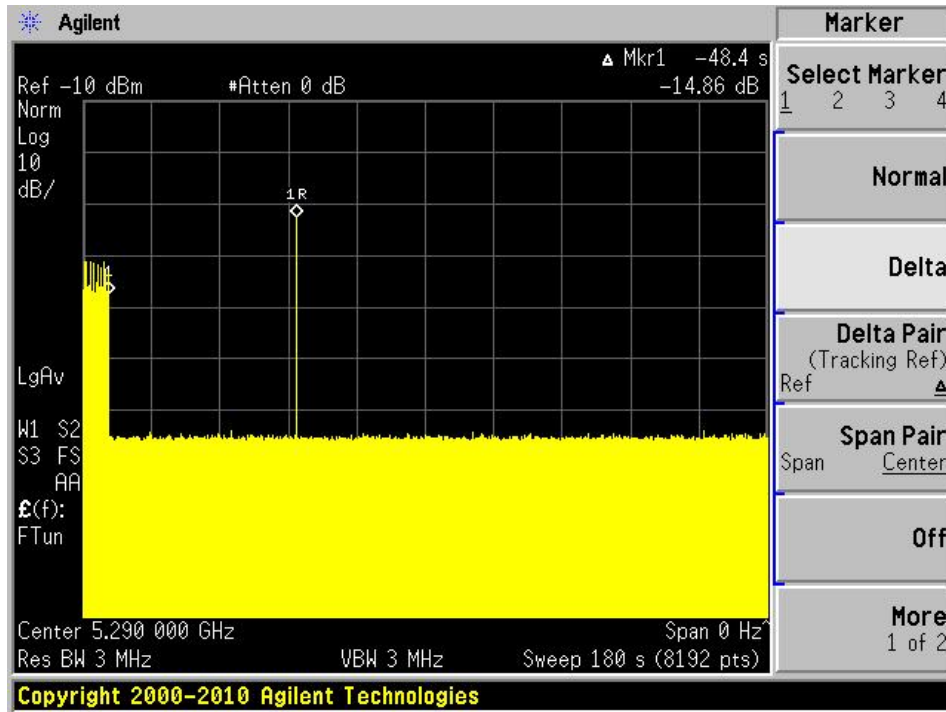 Agilent
Marker
Δ Mkr1 -48.4 s
Ref -10 dBm #Atten 0 dB -14.86 dB
Norm
Log
10
dB/
1R
1
LgAv
W1 S2
S3 FS
AA
£(f):
FTun
Center 5.290 000 GHz Span 0 Hz^
Res BW 3 MHz VBW 3 MHz Sweep 180 s (8192 pts)
Copyright 2000-2010 Agilent Technologies
Select Marker
1 2 3 4
Normal
Delta
Delta Pair
(Tracking Ref)
Ref Δ
Span Pair
Span Center
Off
More
1 of 2